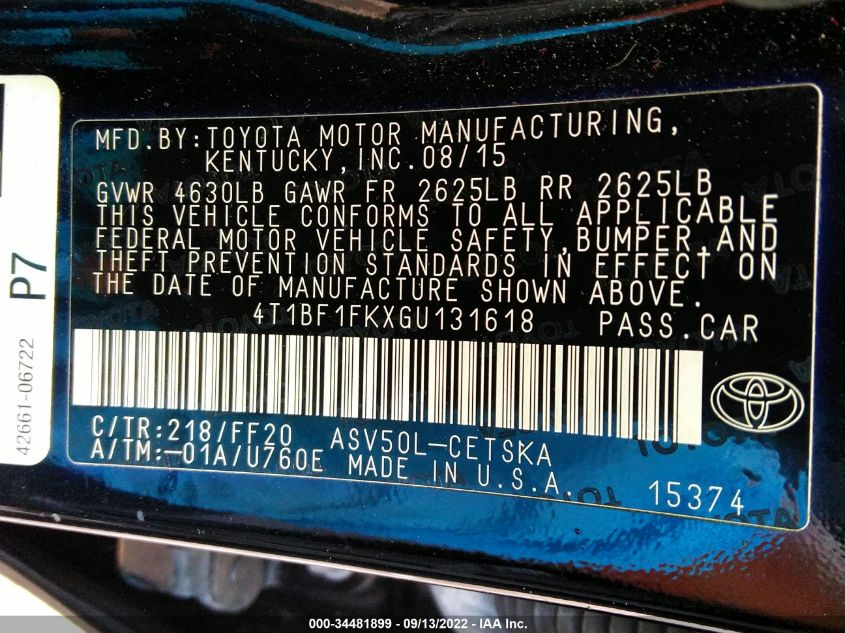 MFD.BY:TOYOTA MOTOR MANUFACTURING,
KENTUCKY,INC.08/15
GVWR 4630LB GAWR FR 2625LB RR 2625LB
THIS VEHICLE CONFORMS TO ALL APPLICABLE
FEDERAL MOTOR VEHICLE SAFETY,BUMPER,AND
THEFT PREVENTION STANDARDS IN EFFECT ON
THE DATE OF MANUFACTURE SHOWN ABOVE.
4T1BF1FKXGU131618 PASS.CAR
C/TR:218/FF20 ASV50L-CETSKA
A/TM:-01A/U760E MADE IN U.S.A.
15374
P7
42661-06722
TOYOTA
000-34481899 - 09/13/2022 - IAA Inc.